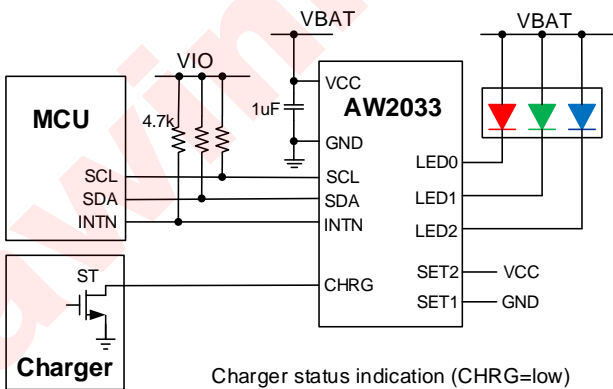 VBAT
VBAT
VIO
MCU
4.7k
1uF
VCC
AW2033
GND
LED0
SCL
SCL
SDA
SDA
LED1
INTN
INTN
LED2
ST
SET2
VCC
CHRG
SET1
GND
Charger
Charger status indication (CHRG=low)